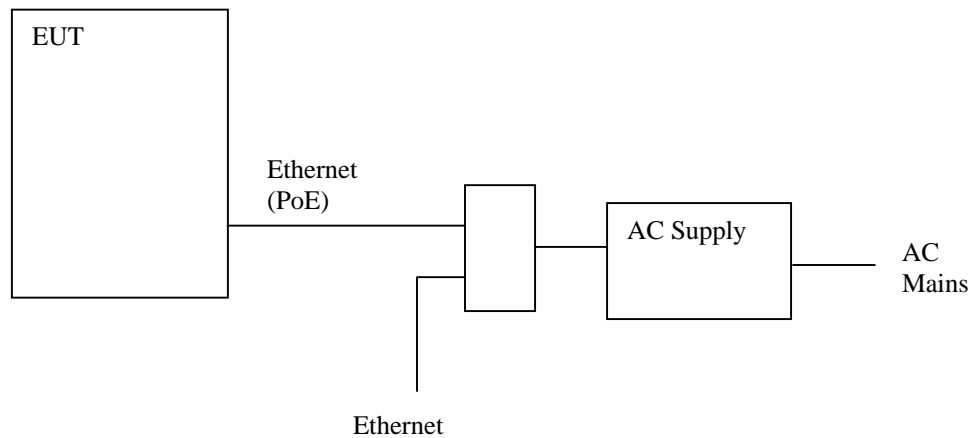 EUT
Ethernet
(PoE)
AC Supply
AC
Mains
Ethernet